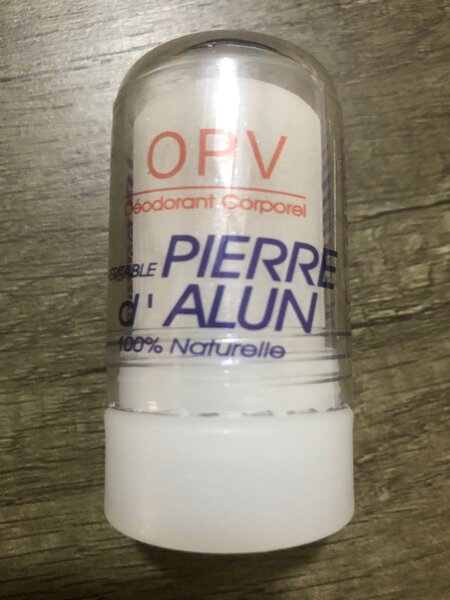 OPV
Déodorant Corporel
PIERRE
d'ALUN
100% Naturelle